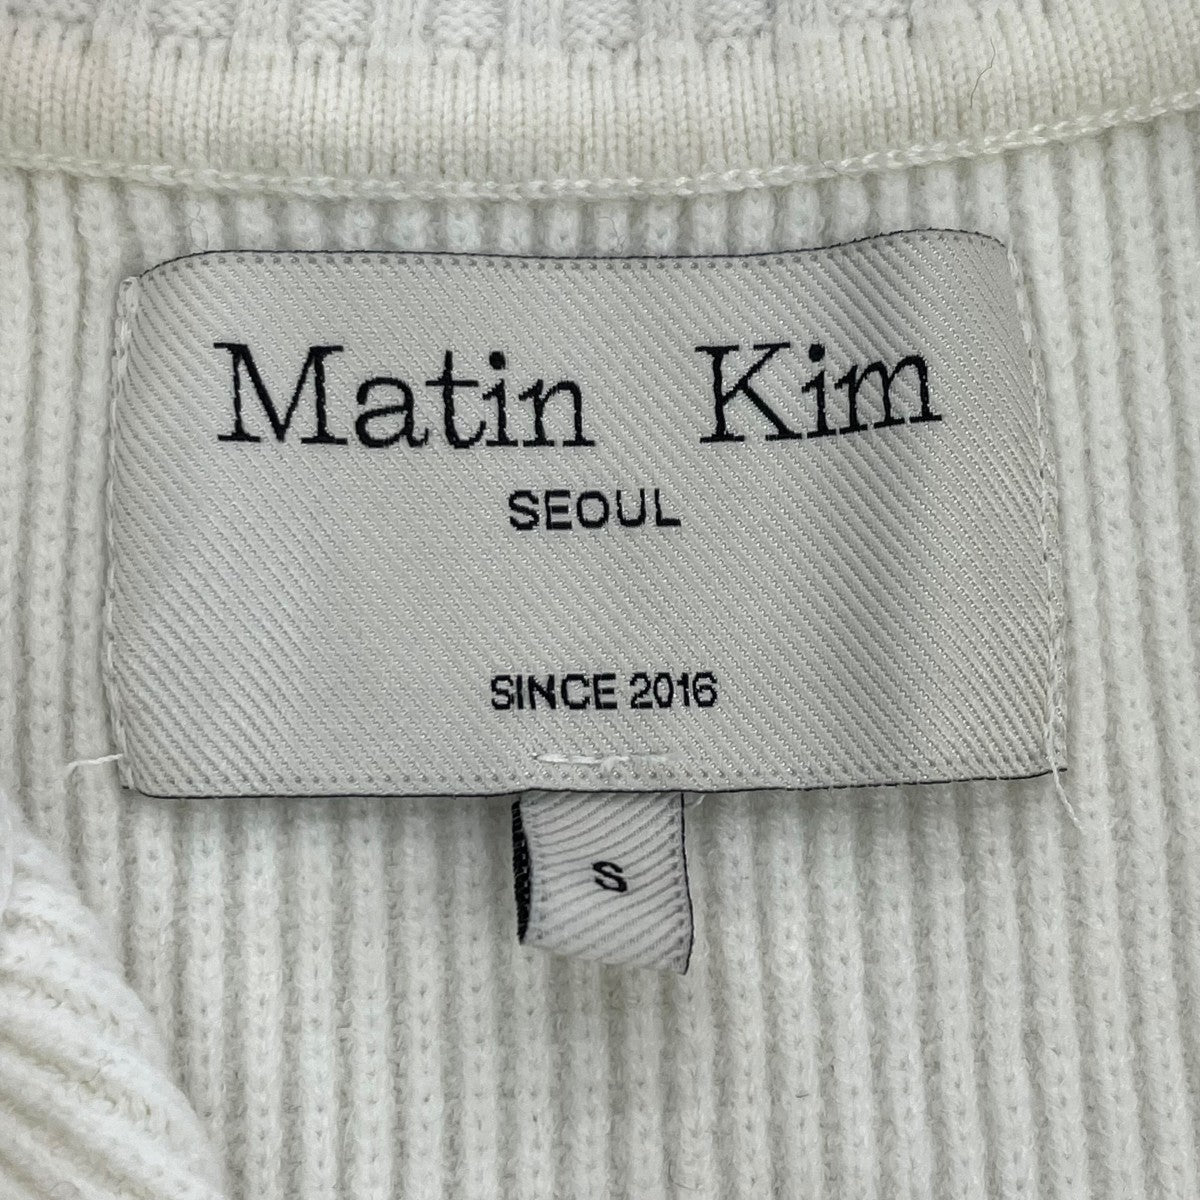 Matin Kim
SEOUL
SINCE 2016
S